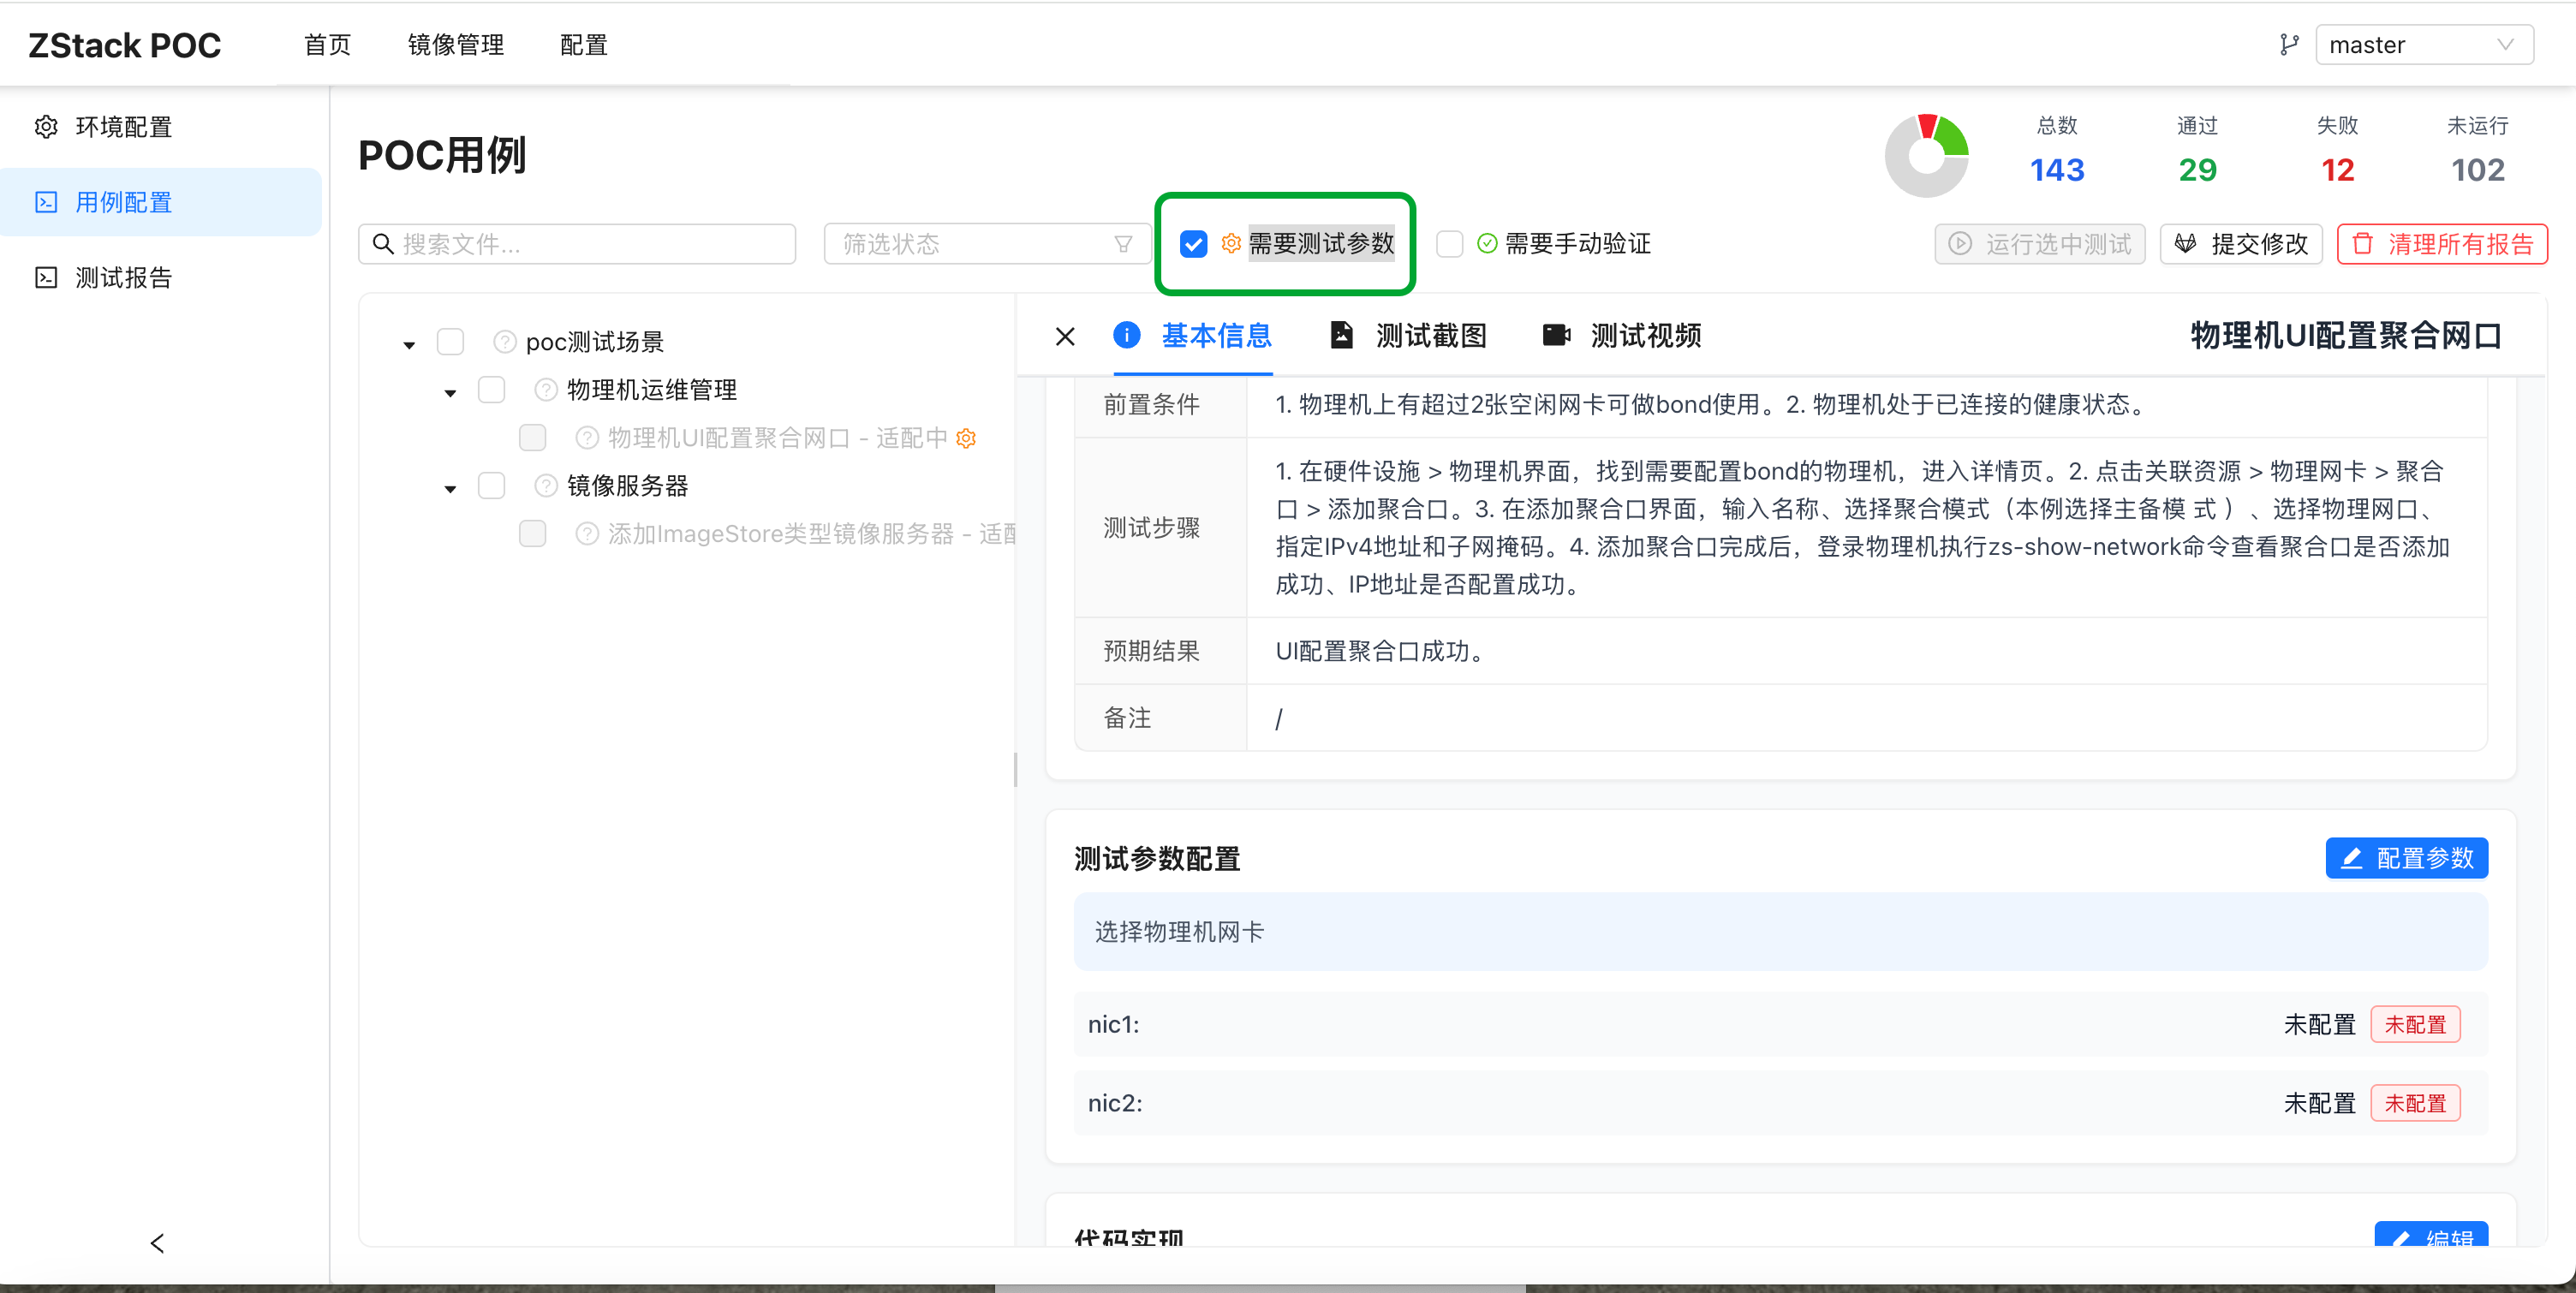 ZStack POC
首页
镜像管理
配置
master
环境配置
用例配置
测试报告
POC用例
总数
143
通过
29
失败
12
未运行
102
搜索文件...
筛选状态
需要测试参数
需要手动验证
运行选中测试
提交修改
清理所有报告
poc测试场景
物理机运维管理
物理机UI配置聚合网口 - 适配中
镜像服务器
添加ImageStore类型镜像服务器 - 适配
基本信息
测试截图
测试视频
物理机UI配置聚合网口
前置条件
1. 物理机上有超过2张空闲网卡可做bond使用。2. 物理机处于已连接的健康状态。
测试步骤
1. 在硬件设施 > 物理机界面，找到需要配置bond的物理机，进入详情页。2. 点击关联资源 > 物理网卡 > 聚合
口 > 添加聚合口。3. 在添加聚合口界面，输入名称、选择聚合模式（本例选择主备模 式 ）、选择物理网口、
指定IPv4地址和子网掩码。4. 添加聚合口完成后，登录物理机执行zs-show-network命令查看聚合口是否添加
成功、IP地址是否配置成功。
预期结果
UI配置聚合口成功。
备注
/
测试参数配置
配置参数
选择物理机网卡
nic1:
未配置
未配置
nic2:
未配置
未配置
代码实现
编辑